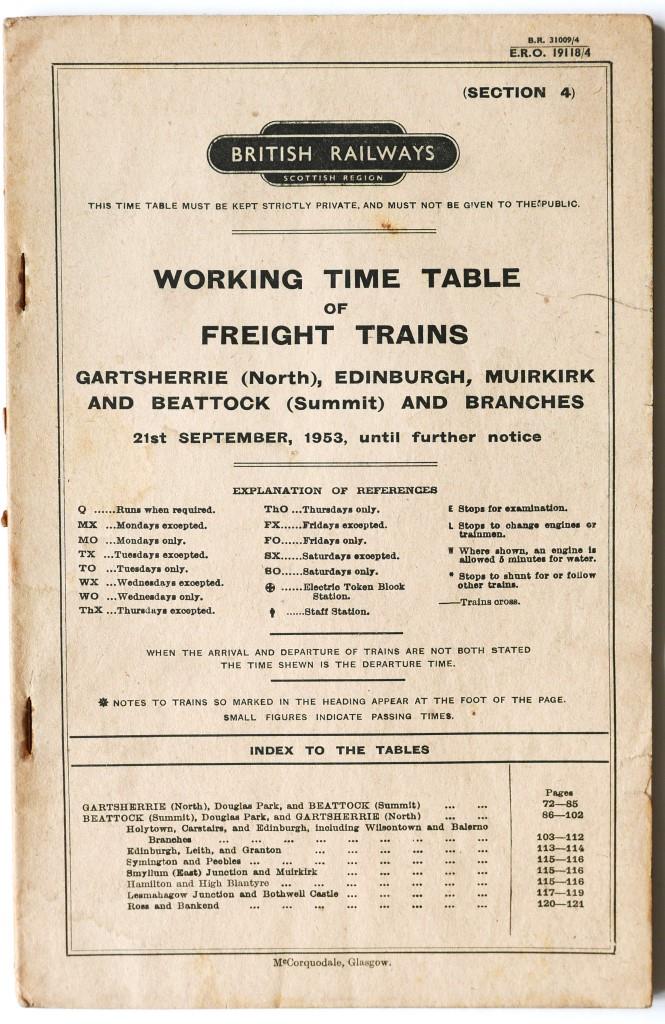 B.R. 31009/4
E.R.O. 19118/4
(SECTION 4)
BRITISH RAILWAYS
SCOTTISH REGION
THIS TIME TABLE MUST BE KEPT STRICTLY PRIVATE, AND MUST NOT BE GIVEN TO THE PUBLIC.
WORKING TIME TABLE
OF
FREIGHT TRAINS
GARTSHERRIE (North), EDINBURGH, MUIRKIRK
AND BEATTOCK (Summit) AND BRANCHES
21st SEPTEMBER, 1953, until further notice
EXPLANATION OF REFERENCES
Q ......Runs when required.
MX ...Mondays excepted.
MO ...Mondays only.
TX ...Tuesdays excepted.
TO ...Tuesdays only.
WX ...Wednesdays excepted.
WO ...Wednesdays only.
ThX ...Thursdays excepted.
ThO ...Thursdays only.
FX......Fridays excepted.
FO......Fridays only.
SX......Saturdays excepted.
SO......Saturdays only.
⊕ ......Electric Token Block
Station.
......Staff Station.
E Stops for examination.
L Stops to change engines or
trainmen.
W Where shown, an engine is
allowed 5 minutes for water.
* Stops to shunt for or follow
other trains.
——Trains cross.
WHEN THE ARRIVAL AND DEPARTURE OF TRAINS ARE NOT BOTH STATED
THE TIME SHEWN IS THE DEPARTURE TIME.
✽ NOTES TO TRAINS SO MARKED IN THE HEADING APPEAR AT THE FOOT OF THE PAGE.
SMALL FIGURES INDICATE PASSING TIMES.
INDEX TO THE TABLES
Pages
GARTSHERRIE (North), Douglas Park, and BEATTOCK (Summit) ... ... 72—85
BEATTOCK (Summit), Douglas Park, and GARTSHERRIE (North) ... ... 86—102
Holytown, Carstairs, and Edinburgh, including Wilsontown and Balerno
Branches ... ... ... ... ... ... ... ... ... 103—112
Edinburgh, Leith, and Granton ... ... ... ... ... ... 113—114
Symington and Peebles ... ... ... ... ... ... ... ... 115—116
Smyllum (East) Junction and Muirkirk ... ... ... ... ... 115—116
Hamilton and High Blantyre ... ... ... ... ... ... ... 115—116
Lesmahagow Junction and Bothwell Castle ... ... ... ... ... 117—119
Ross and Bankend ... ... ... ... ... ... ... ... ... 120—121
McCorquodale, Glasgow.